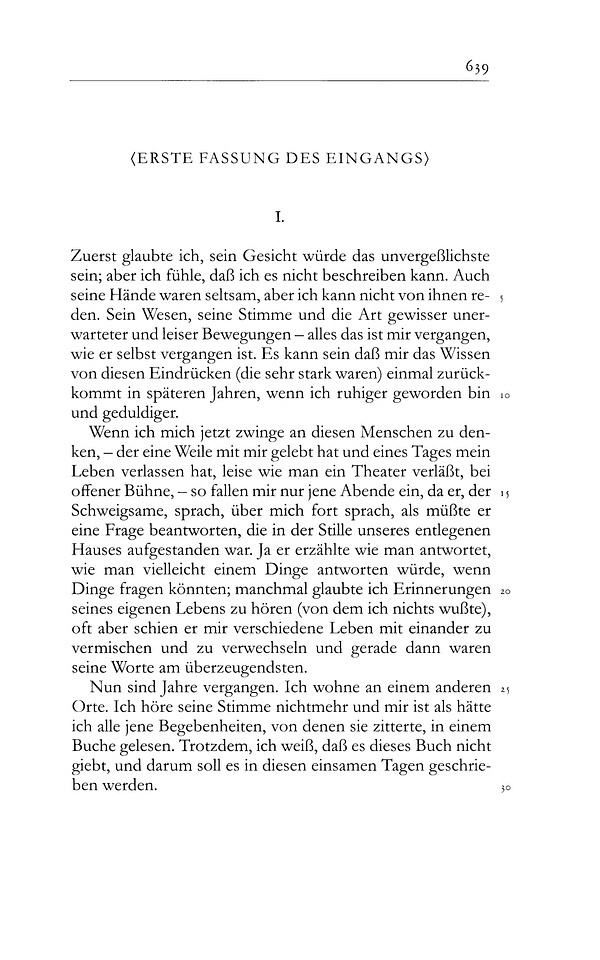 639
⟨ERSTE FASSUNG DES EINGANGS⟩
I.
Zuerst glaubte ich, sein Gesicht würde das unvergeßlichste
sein; aber ich fühle, daß ich es nicht beschreiben kann. Auch
seine Hände waren seltsam, aber ich kann nicht von ihnen re- 5
den. Sein Wesen, seine Stimme und die Art gewisser uner-
warteter und leiser Bewegungen – alles das ist mir vergangen,
wie er selbst vergangen ist. Es kann sein daß mir das Wissen
von diesen Eindrücken (die sehr stark waren) einmal zurück-
kommt in späteren Jahren, wenn ich ruhiger geworden bin 10
und geduldiger.
Wenn ich mich jetzt zwinge an diesen Menschen zu den-
ken, – der eine Weile mit mir gelebt hat und eines Tages mein
Leben verlassen hat, leise wie man ein Theater verläßt, bei
offener Bühne, – so fallen mir nur jene Abende ein, da er, der 15
Schweigsame, sprach, über mich fort sprach, als müßte er
eine Frage beantworten, die in der Stille unseres entlegenen
Hauses aufgestanden war. Ja er erzählte wie man antwortet,
wie man vielleicht einem Dinge antworten würde, wenn
Dinge fragen könnten; manchmal glaubte ich Erinnerungen 20
seines eigenen Lebens zu hören (von dem ich nichts wußte),
oft aber schien er mir verschiedene Leben mit einander zu
vermischen und zu verwechseln und gerade dann waren
seine Worte am überzeugendsten.
Nun sind Jahre vergangen. Ich wohne an einem anderen 25
Orte. Ich höre seine Stimme nichtmehr und mir ist als hätte
ich alle jene Begebenheiten, von denen sie zitterte, in einem
Buche gelesen. Trotzdem, ich weiß, daß es dieses Buch nicht
giebt, und darum soll es in diesen einsamen Tagen geschrie-
ben werden. 30